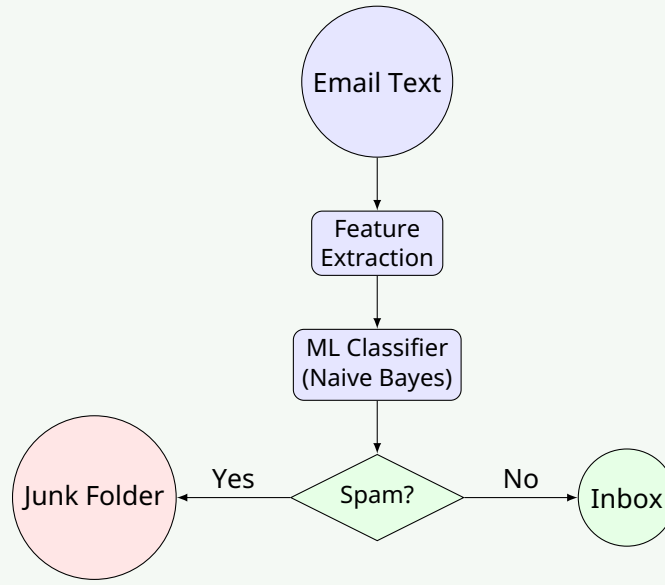 Email Text
Feature
Extraction
ML Classifier
(Naive Bayes)
Junk Folder
Yes
Spam?
No
Inbox